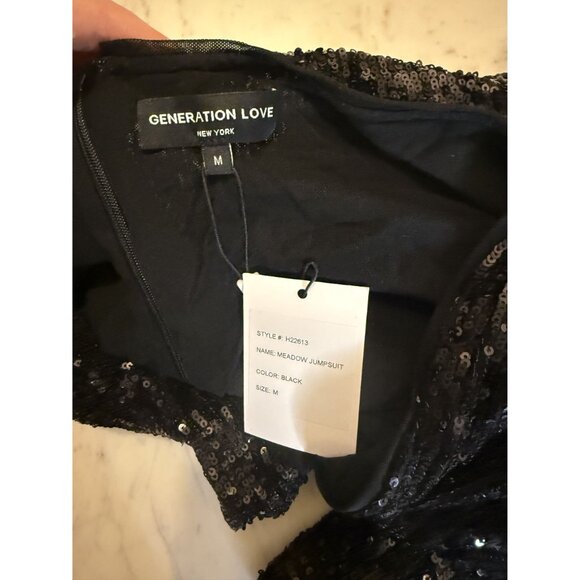 GENERATION LOVE
NEW YORK
M
STYLE #: H22613
NAME: MEADOW JUMPSUIT
COLOR: BLACK
SIZE: M